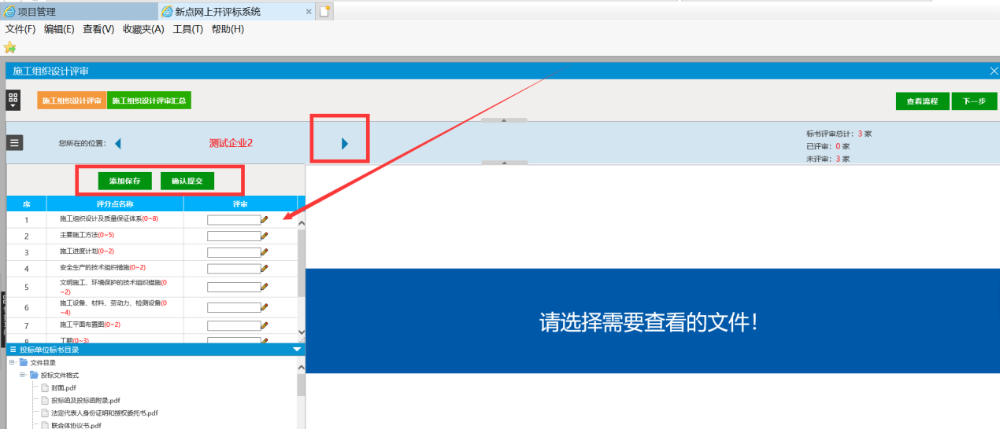 项目管理
新点网上开评标系统
文件(F) 编辑(E) 查看(V) 收藏夹(A) 工具(T) 帮助(H)
施工组织设计评审
施工组织设计评审 施工组织设计评审汇总
查看流程 下一步
您所在的位置: 测试企业2
标书评审总计: 3 家
已评审: 0 家
未评审: 3 家
添加保存 确认提交
序 评分点名称 评审
1 施工组织设计及质量保证体系(0~8)
2 主要施工方法(0~5)
3 施工进度计划(0~2)
4 安全生产的技术组织措施(0~2)
5 文明施工、环境保护的技术组织措施(0
~2)
6 施工设备、材料、劳动力、检测设备(0
~4)
7 施工平面布置图(0~2)
8 工期(0~3)
投标单位标书目录
文件目录
投标文件格式
封面.pdf
投标函及投标函附录.pdf
法定代表人身份证明和授权委托书.pdf
联合体协议书.pdf
请选择需要查看的文件！